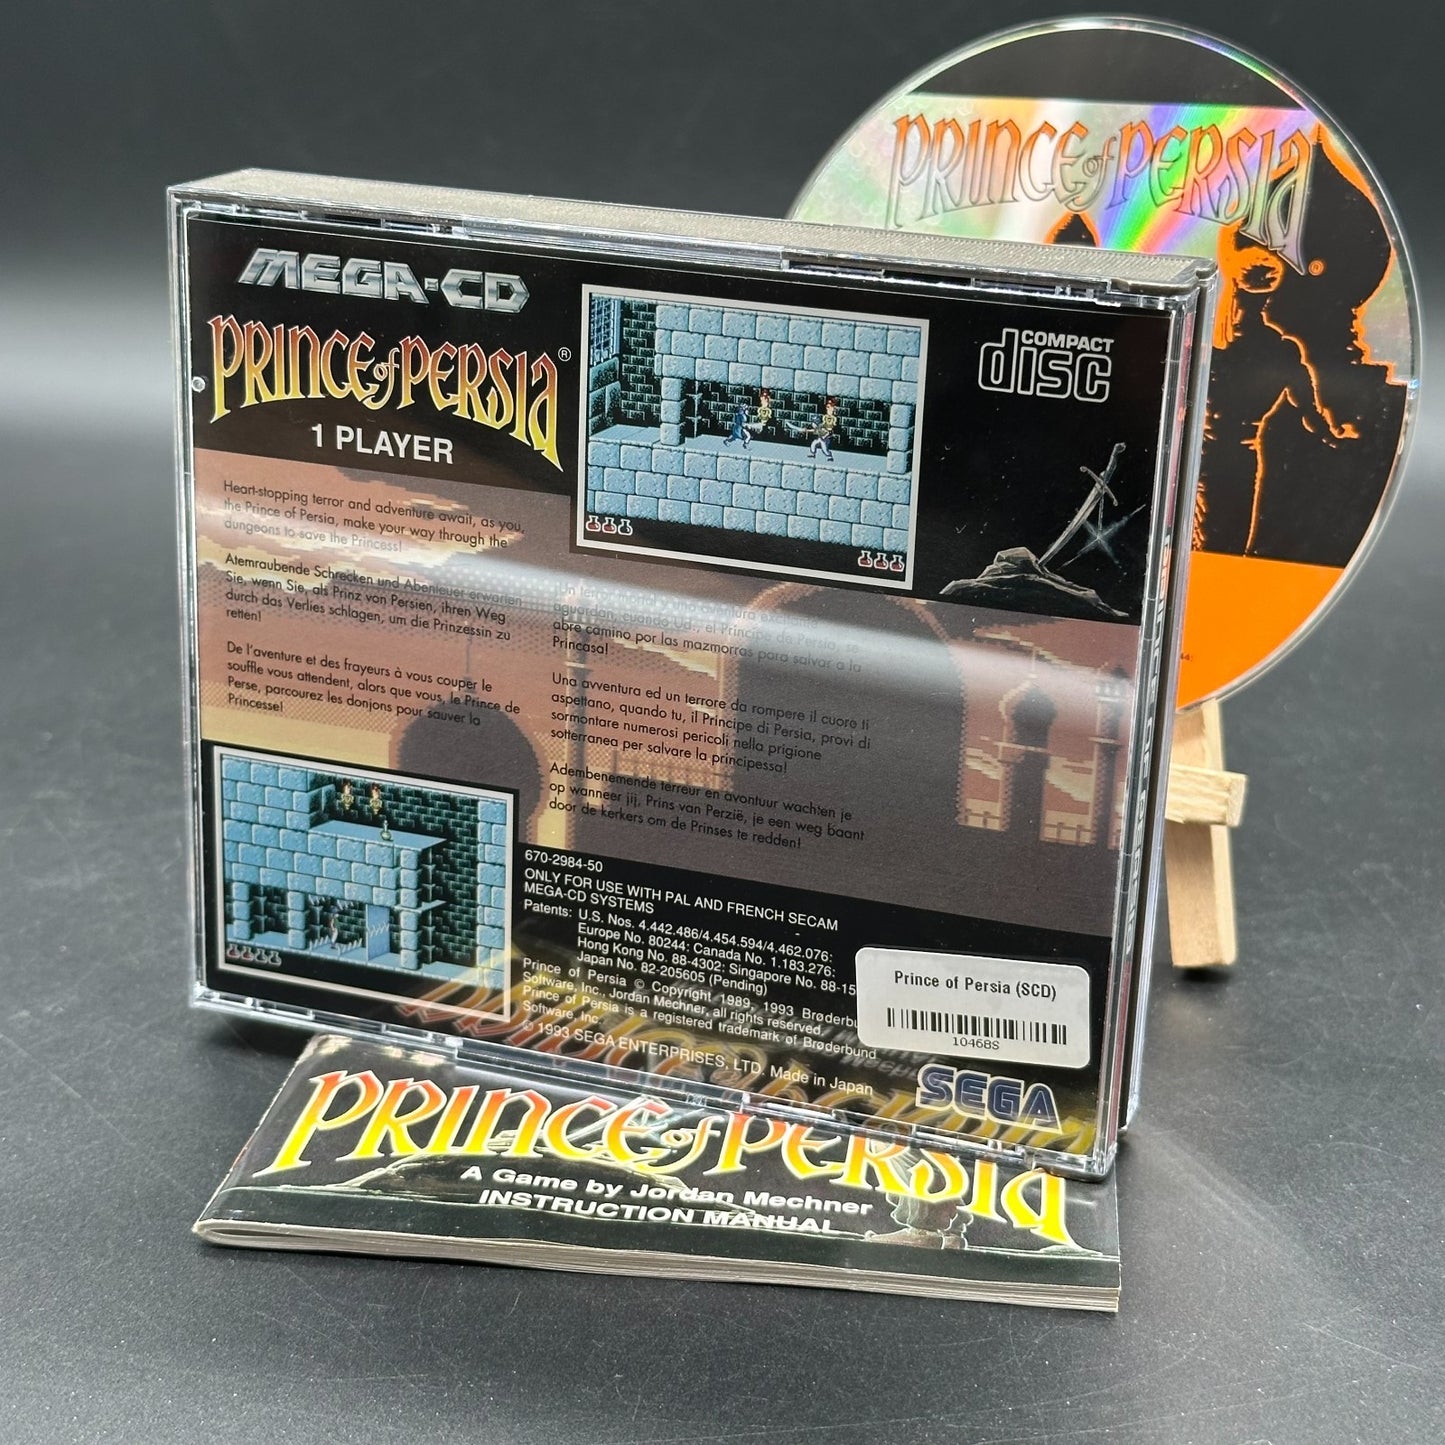 PRINCE of PERSIA
®
MEGA-CD
PRINCE of PERSIA®
1 PLAYER
COMPACT
disc
Heart-stopping terror and adventure await, as you,
the Prince of Persia, make your way through the
dungeons to save the Princess!
Atemraubende Schrecken und Abenteuer erwarten
Sie, wenn Sie, als Prinz von Persien, ihren Weg
durch das Verlies schlagen, um die Prinzessin zu
retten!
De l'aventure et des frayeurs à vous couper le
souffle vous attendent, alors que vous, le Prince de
Perse, parcourez les donjons pour sauver la
Princesse!
¡Un terror y una aventura
aguardan, cuando Ud., el Príncipe de Persia, se
abre camino por las mazmorras para salvar a la
Princasa!
Una avventura ed un terrore da rompere il cuore ti
aspettano, quando tu, il Principe di Persia, provi di
sormontare numerosi pericoli nella prigione
sotterranea per salvare la principessa!
Adembenemende terreur en avontuur wachten je
op wanneer jij, Prins van Perzië, je een weg baant
door de kerkers om de Prinses te redden!
670-2984-50
ONLY FOR USE WITH PAL AND FRENCH SECAM
MEGA-CD SYSTEMS
Patents: U.S. Nos. 4.442.486/4.454.594/4.462.076:
Europe No. 80244: Canada No. 1.183.276:
Hong Kong No. 88-4302: Singapore No. 88-15
Japan No. 82-205605 (Pending)
Prince of Persia © Copyright 1989, 1993 Brøderbu
Software, Inc., Jordan Mechner, all rights reserved.
Prince of Persia is a registered trademark of Brøderbund
Software, Inc.
© 1993 SEGA ENTERPRISES, LTD. Made in Japan
Prince of Persia (SCD)
10468S
SEGA
PRINCE of PERSIA
A Game by Jordan Mechner
INSTRUCTION MANUAL